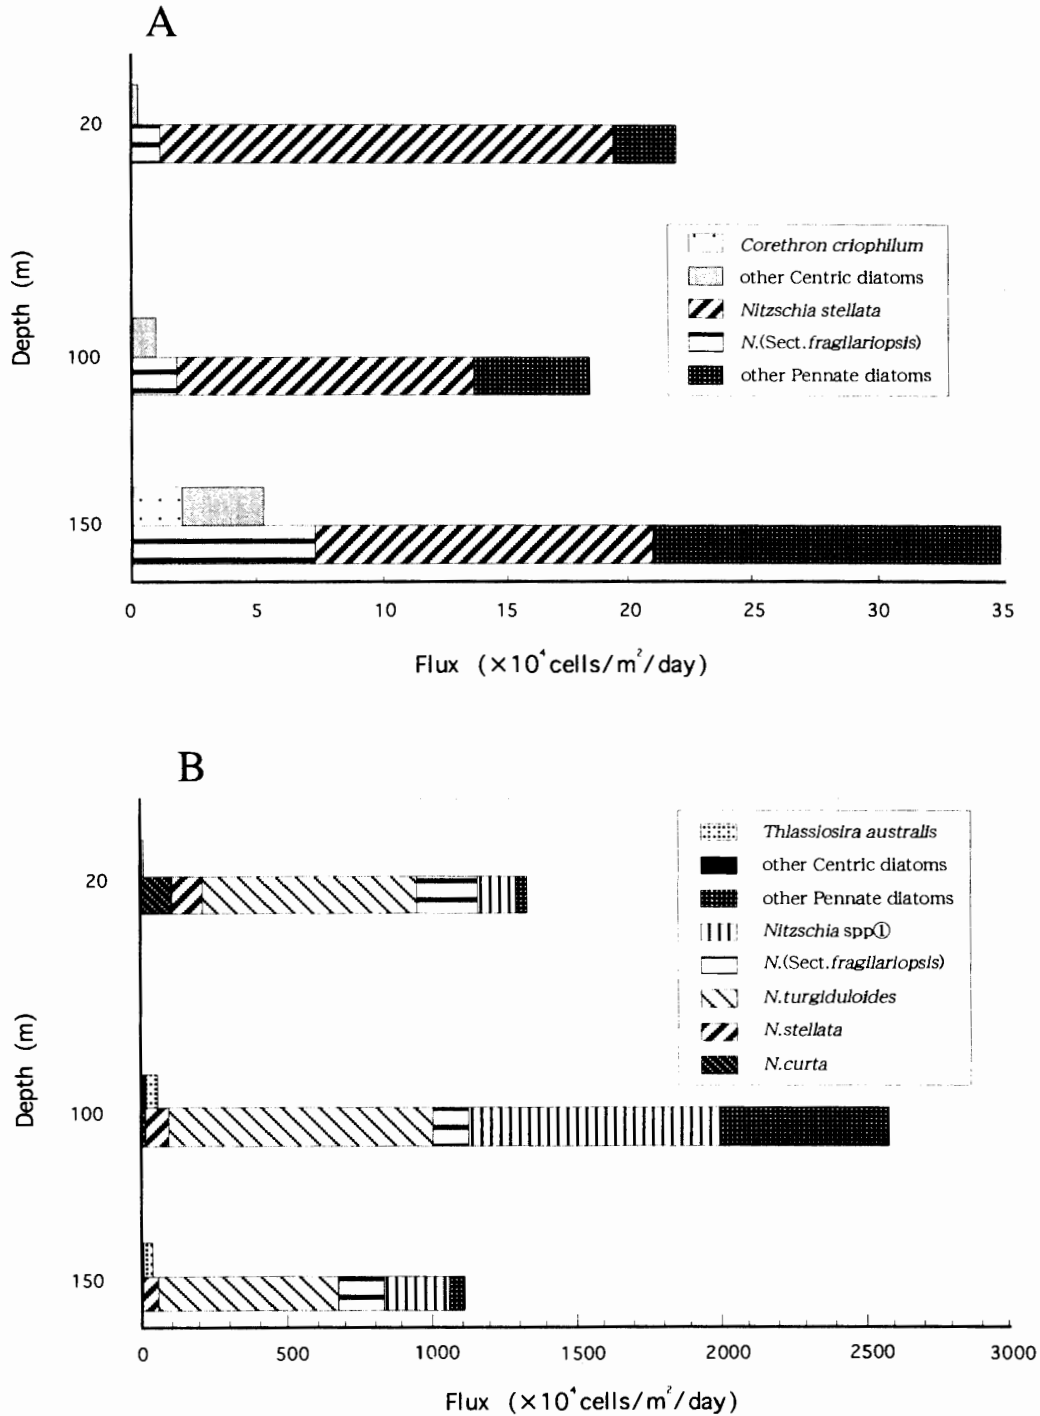 A
20
100
150
Depth (m)
Corethron criophilum
other Centric diatoms
Nitzschia stellata
N.(Sect.fragilariopsis)
other Pennate diatoms
0 5 10 15 20 25 30 35
Flux (×10⁴cells/m²/day)
B
20
100
150
Depth (m)
Thlassiosira australis
other Centric diatoms
other Pennate diatoms
Nitzschia spp①
N.(Sect.fragilariopsis)
N.turgiduloides
N.stellata
N.curta
0 500 1000 1500 2000 2500 3000
Flux (×10⁴cells/m²/day)